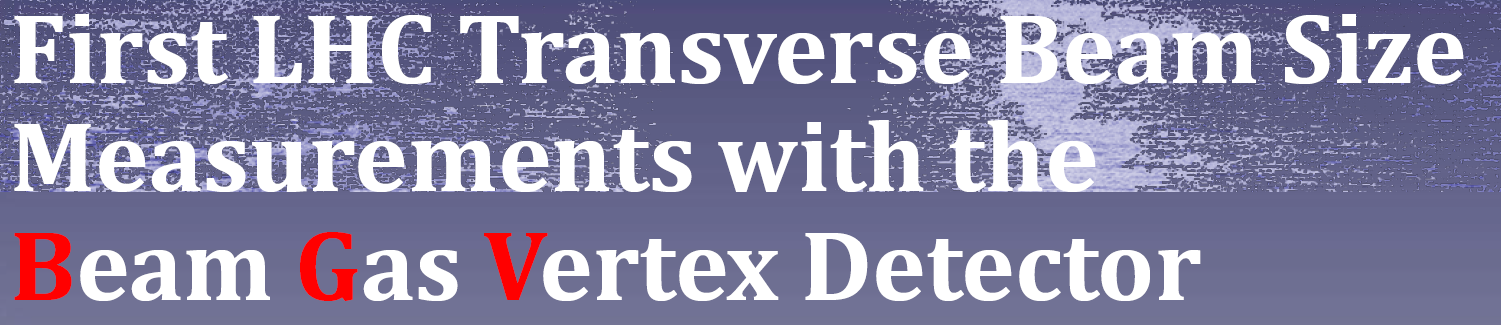 First LHC Transverse Beam Size
Measurements with the
Beam Gas Vertex Detector